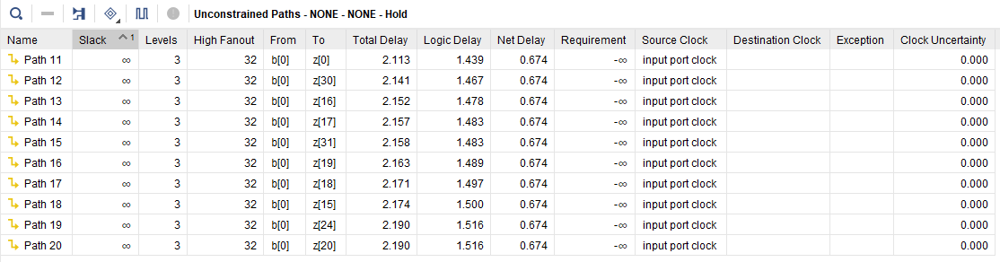 Unconstrained Paths - NONE - NONE - Hold
Name Slack 1 Levels High Fanout From To Total Delay Logic Delay Net Delay Requirement Source Clock Destination Clock Exception Clock Uncertainty
Path 11 ∞ 3 32 b[0] z[0] 2.113 1.439 0.674 -∞ input port clock 0.000
Path 12 ∞ 3 32 b[0] z[30] 2.141 1.467 0.674 -∞ input port clock 0.000
Path 13 ∞ 3 32 b[0] z[16] 2.152 1.478 0.674 -∞ input port clock 0.000
Path 14 ∞ 3 32 b[0] z[17] 2.157 1.483 0.674 -∞ input port clock 0.000
Path 15 ∞ 3 32 b[0] z[31] 2.158 1.483 0.674 -∞ input port clock 0.000
Path 16 ∞ 3 32 b[0] z[19] 2.163 1.489 0.674 -∞ input port clock 0.000
Path 17 ∞ 3 32 b[0] z[18] 2.171 1.497 0.674 -∞ input port clock 0.000
Path 18 ∞ 3 32 b[0] z[15] 2.174 1.500 0.674 -∞ input port clock 0.000
Path 19 ∞ 3 32 b[0] z[24] 2.190 1.516 0.674 -∞ input port clock 0.000
Path 20 ∞ 3 32 b[0] z[20] 2.190 1.516 0.674 -∞ input port clock 0.000